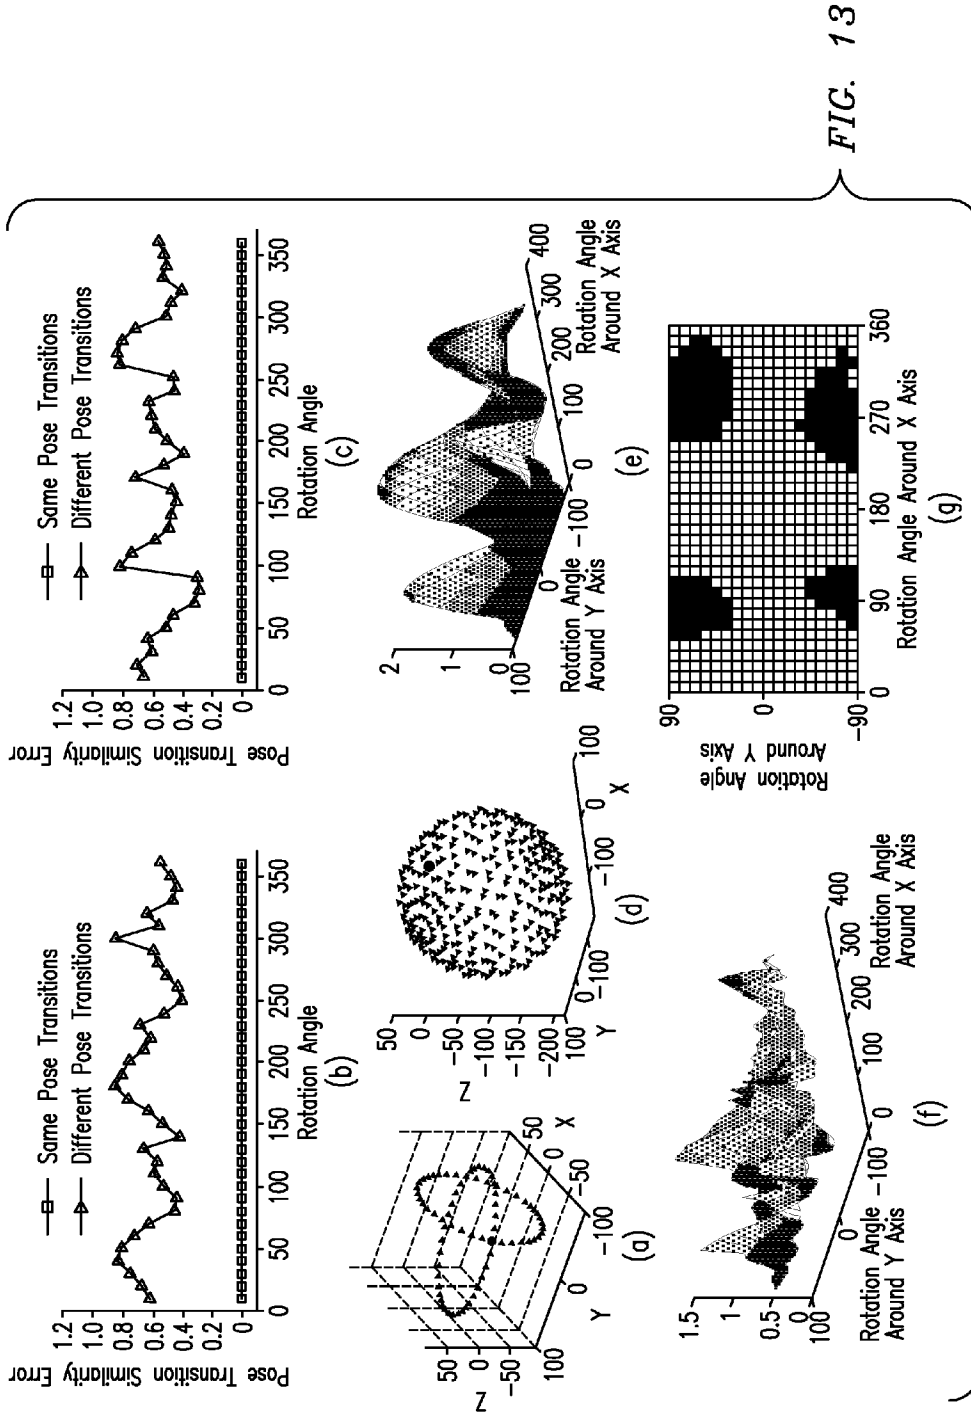 Pose Transition Similarity Error
1.2
1.0
0.8
0.6
0.4
0.2
0
Same Pose Transitions
Different Pose Transitions
0 50 100 150 200 250 300 350
Rotation Angle
(b)
Pose Transition Similarity Error
1.2
1.0
0.8
0.6
0.4
0.2
0
Same Pose Transitions
Different Pose Transitions
0 50 100 150 200 250 300 350
Rotation Angle
(c)
Z
50
0
-50
100
Y
0
-100
-50
0
50
X
(a)
Z
50
0
-50
-100
-150
-200
100
Y
0
-100
-100
0
100
X
(d)
2
1
0
100
Rotation Angle
Around Y Axis
0
-100
0
100
200
300
400
Rotation Angle
Around X Axis
(e)
1.5
1
0.5
0
100
Rotation Angle
Around Y Axis
0
-100
0
100
200
300
400
Rotation Angle
Around X Axis
(f)
Rotation Angle
Around Y Axis
90
0
-90
0 90 180 270 360
Rotation Angle Around X Axis
(g)
FIG. 13